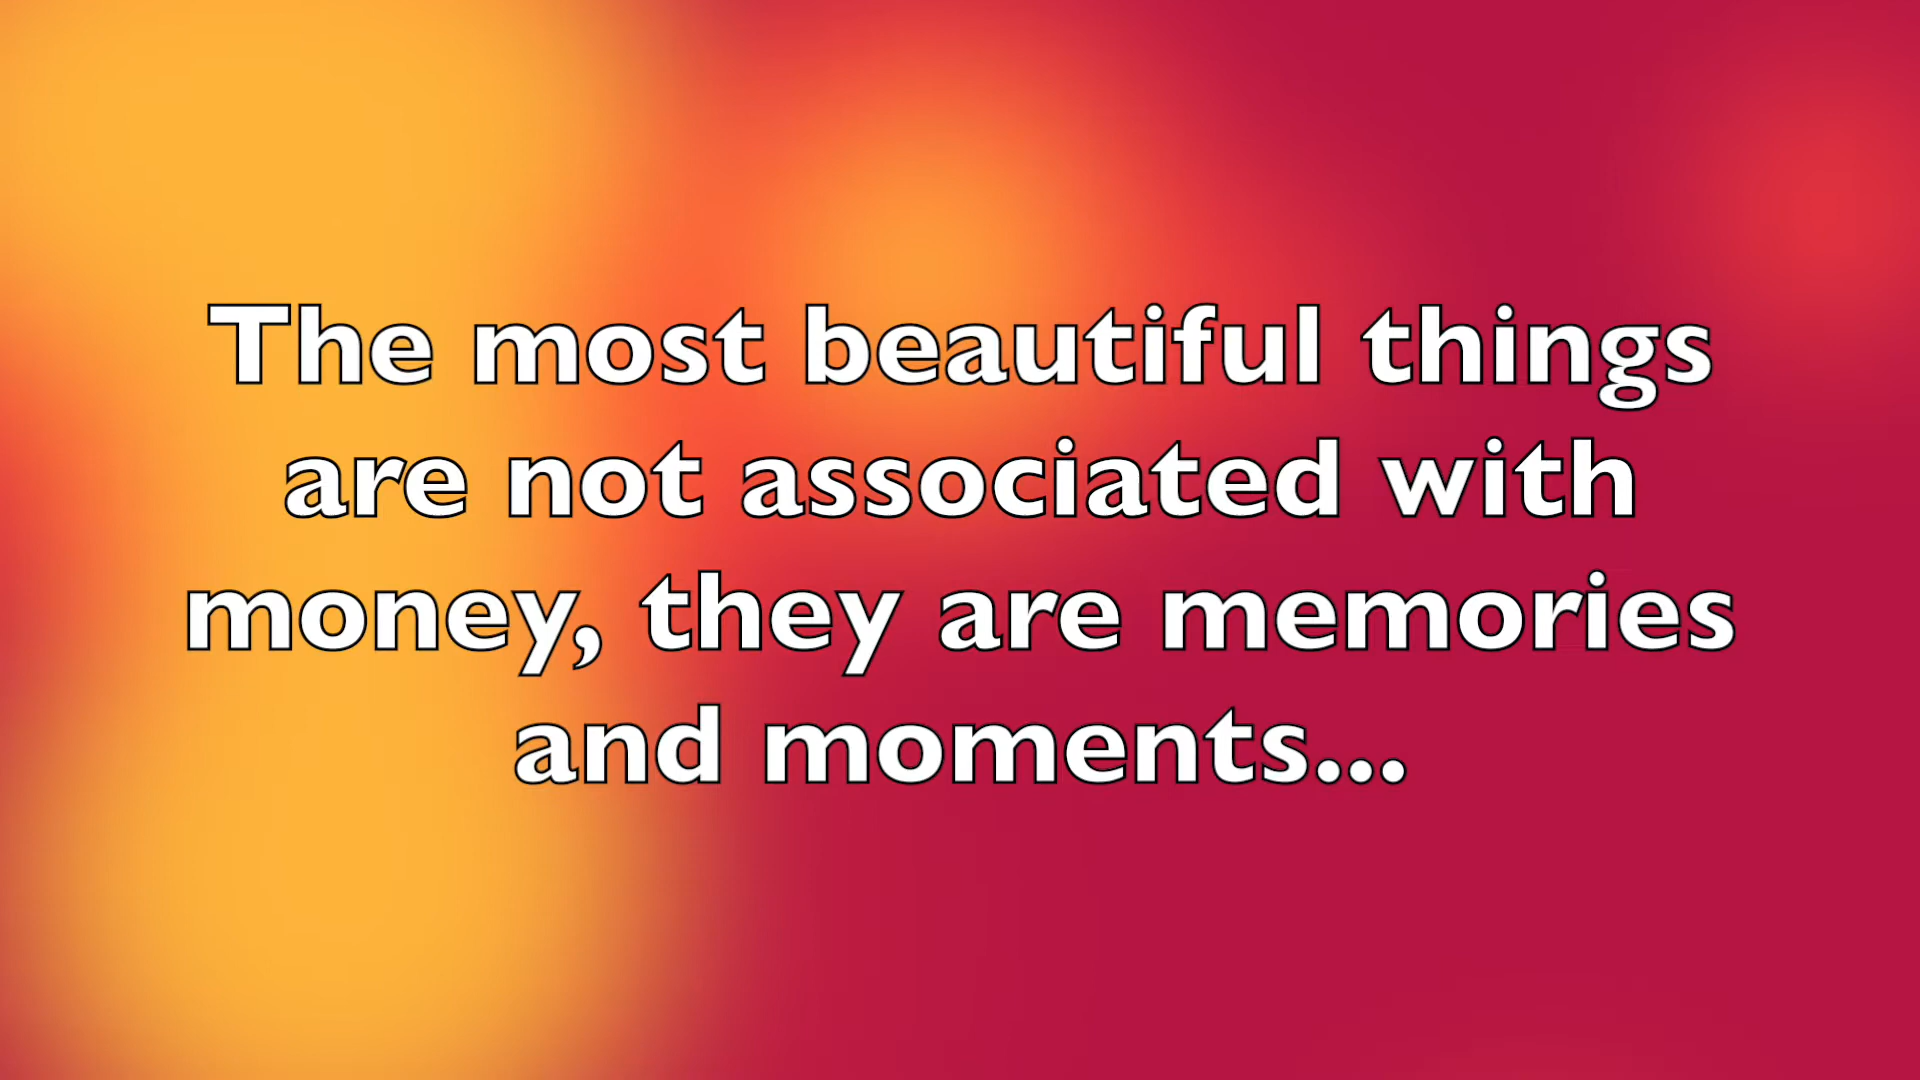 The most beautiful things
are not associated with
money, they are memories
and moments...